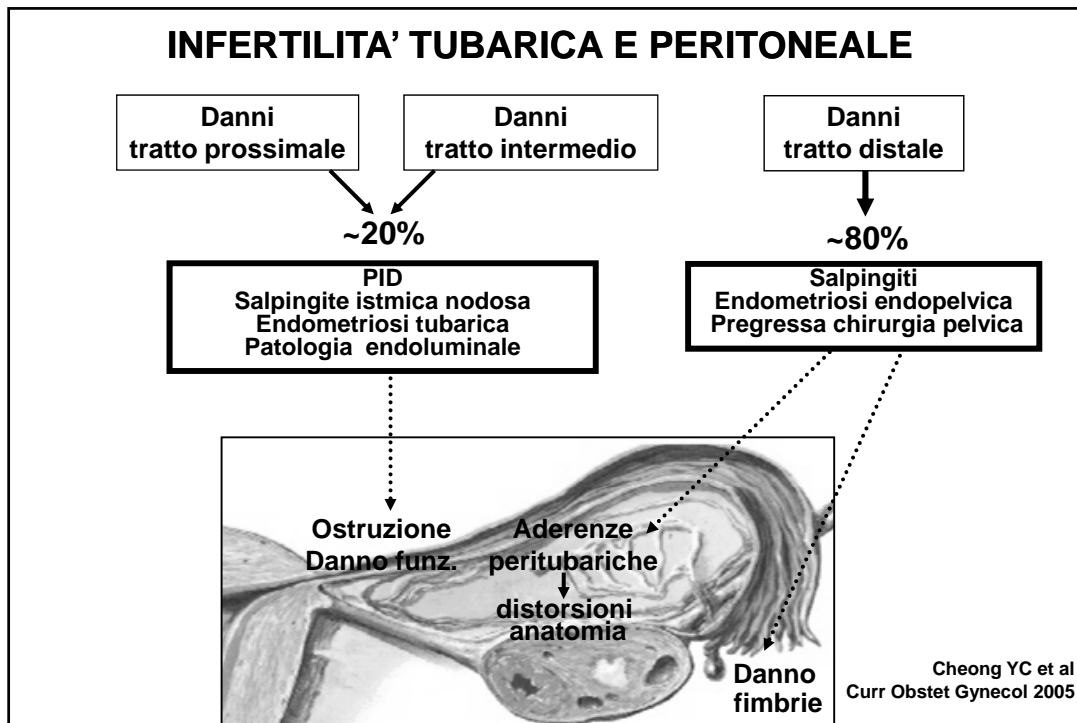 INFERTILITA’ TUBARICA E PERITONEALE
Danni
tratto prossimale
Danni
tratto intermedio
Danni
tratto distale
~20%
~80%
PID
Salpingite istmica nodosa
Endometriosi tubarica
Patologia endoluminale
Salpingiti
Endometriosi endopelvica
Pregressa chirurgia pelvica
Ostruzione
Danno funz.
Aderenze
peritubariche
distorsioni
anatomia
Danno
fimbrie
Cheong YC et al
Curr Obstet Gynecol 2005